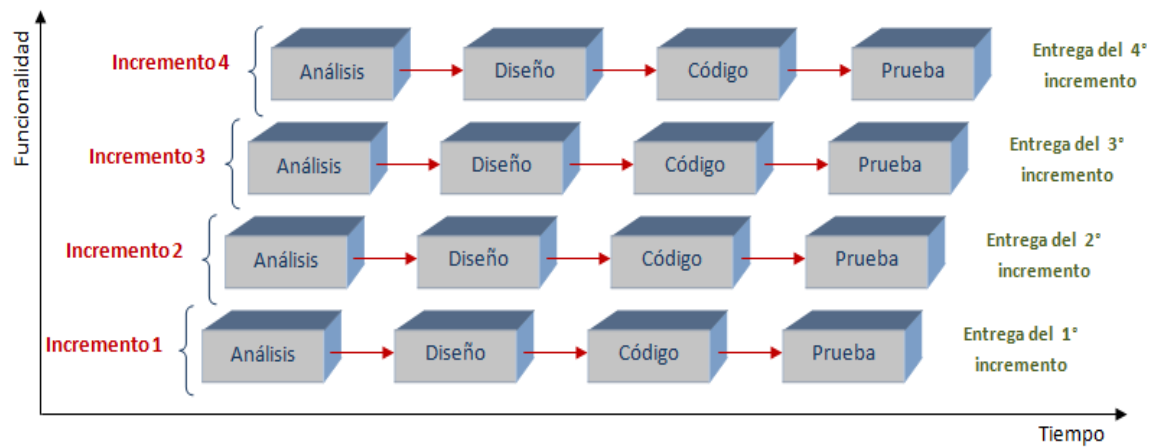 Funcionalidad
Incremento 4
Análisis
Diseño
Código
Prueba
Entrega del 4°
incremento
Incremento 3
Análisis
Diseño
Código
Prueba
Entrega del 3°
incremento
Incremento 2
Análisis
Diseño
Código
Prueba
Entrega del 2°
incremento
Incremento 1
Análisis
Diseño
Código
Prueba
Entrega del 1°
incremento
Tiempo